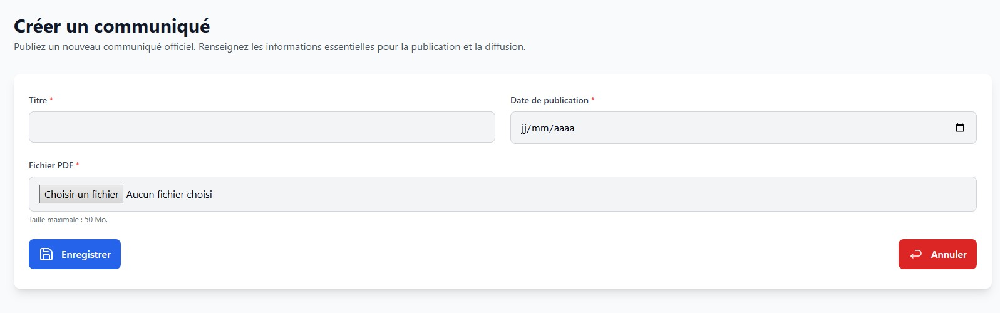 Créer un communiqué
Publiez un nouveau communiqué officiel. Renseignez les informations essentielles pour la publication et la diffusion.
Titre *
Date de publication *
jj/mm/aaaa
Fichier PDF *
Choisir un fichier Aucun fichier choisi
Taille maximale : 50 Mo.
Enregistrer
Annuler